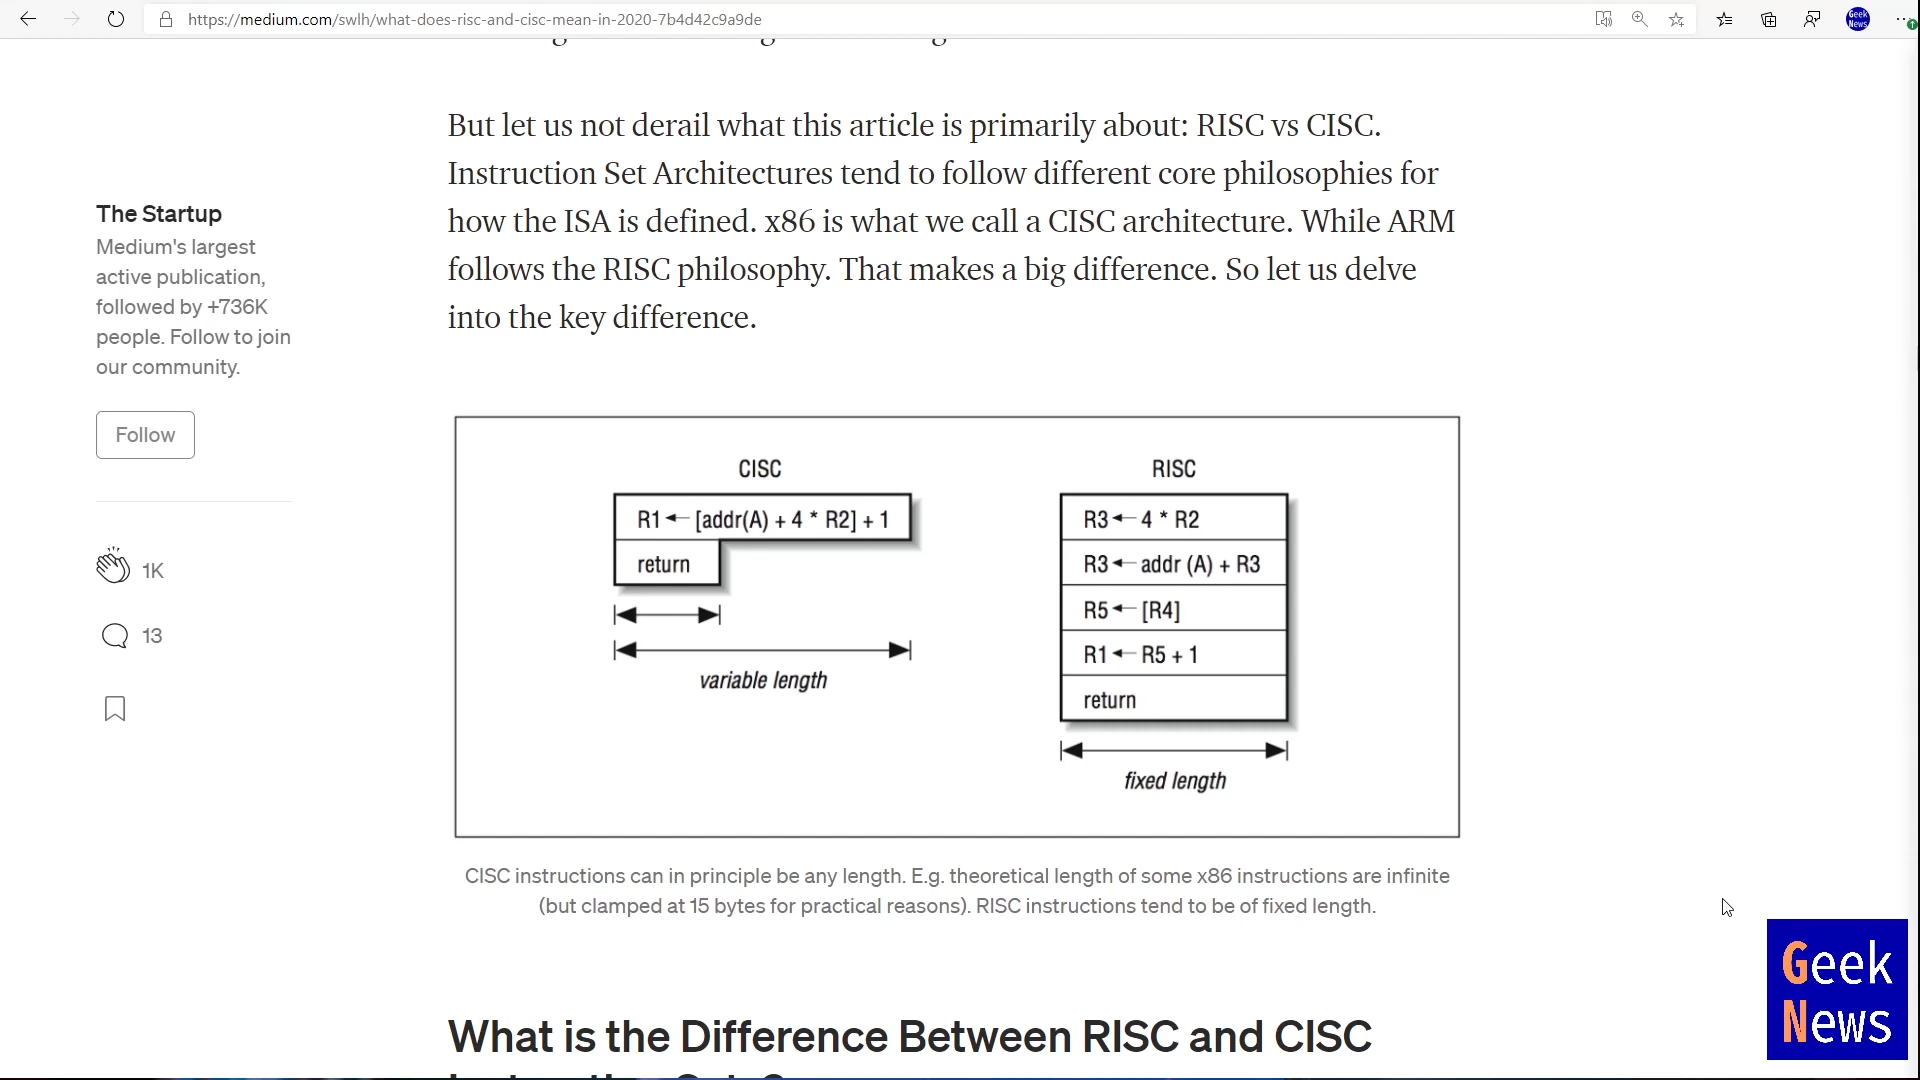 https://medium.com/swlh/what-does-risc-and-cisc-mean-in-2020-7b4d42c9a9de
But let us not derail what this article is primarily about: RISC vs CISC.
Instruction Set Architectures tend to follow different core philosophies for
how the ISA is defined. x86 is what we call a CISC architecture. While ARM
follows the RISC philosophy. That makes a big difference. So let us delve
into the key difference.
The Startup
Medium's largest
active publication,
followed by +736K
people. Follow to join
our community.
Follow
1K
13
CISC
R1 ← [addr(A) + 4 * R2] + 1
return
variable length
RISC
R3 ← 4 * R2
R3 ← addr (A) + R3
R5 ← [R4]
R1 ← R5 + 1
return
fixed length
CISC instructions can in principle be any length. E.g. theoretical length of some x86 instructions are infinite
(but clamped at 15 bytes for practical reasons). RISC instructions tend to be of fixed length.
What is the Difference Between RISC and CISC
Geek
News